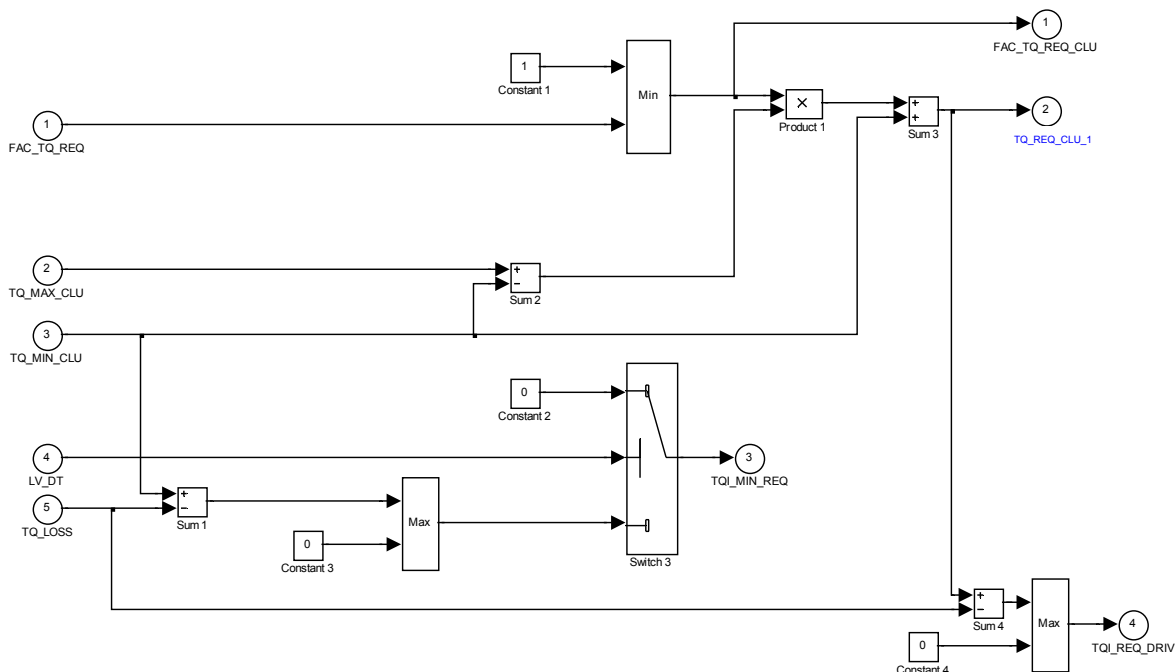 1
FAC_TQ_REQ_CLU
1
Constant 1
Min
×
Product 1
+
+
Sum 3
2
TQ_REQ_CLU_1
1
FAC_TQ_REQ
2
TQ_MAX_CLU
+
−
Sum 2
3
TQ_MIN_CLU
0
Constant 2
4
LV_DT
3
TQI_MIN_REQ
5
TQ_LOSS
+
−
Sum 1
Max
0
Constant 3
Switch 3
+
−
Sum 4
Max
4
TQI_REQ_DRIV
0
Constant 4